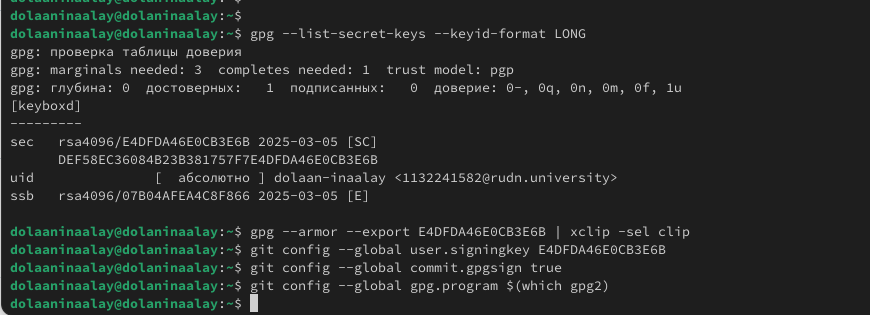 dolaaninaalay@dolaninaalay:~$
dolaaninaalay@dolaninaalay:~$ gpg --list-secret-keys --keyid-format LONG
gpg: проверка таблицы доверия
gpg: marginals needed: 3  completes needed: 1  trust model: pgp
gpg: глубина: 0  достоверных:   1  подписанных:   0  доверие: 0-, 0q, 0n, 0m, 0f, 1u
[keyboxd]
---------
sec   rsa4096/E4DFDA46E0CB3E6B 2025-03-05 [SC]
      DEF58EC36084B23B381757F7E4DFDA46E0CB3E6B
uid                 [  абсолютно ] dolaan-inaalay <1132241582@rudn.university>
ssb   rsa4096/07B04AFEA4C8F866 2025-03-05 [E]
dolaaninaalay@dolaninaalay:~$ gpg --armor --export E4DFDA46E0CB3E6B | xclip -sel clip
dolaaninaalay@dolaninaalay:~$ git config --global user.signingkey E4DFDA46E0CB3E6B
dolaaninaalay@dolaninaalay:~$ git config --global commit.gpgsign true
dolaaninaalay@dolaninaalay:~$ git config --global gpg.program $(which gpg2)
dolaaninaalay@dolaninaalay:~$